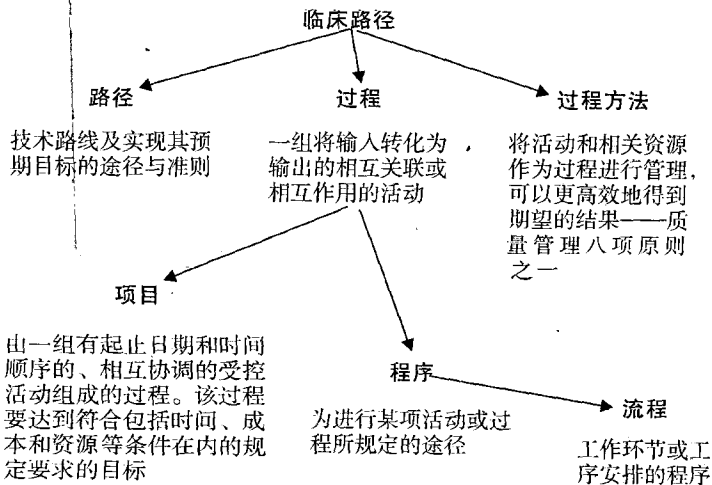 临床路径
路径
技术路线及实现其预
期目标的途径与准则
过程
一组将输入转化为
输出的相互关联或
相互作用的活动
过程方法
将活动和相关资源
作为过程进行管理，
可以更高效地得到
期望的结果——质
量管理八项原则
之一
项目
由一组有起止日期和时间
顺序的、相互协调的受控
活动组成的过程。该过程
要达到符合包括时间、成
本和资源等条件在内的规
定要求的目标
程序
为进行某项活动或过
程所规定的途径
流程
工作环节或工
序安排的程序